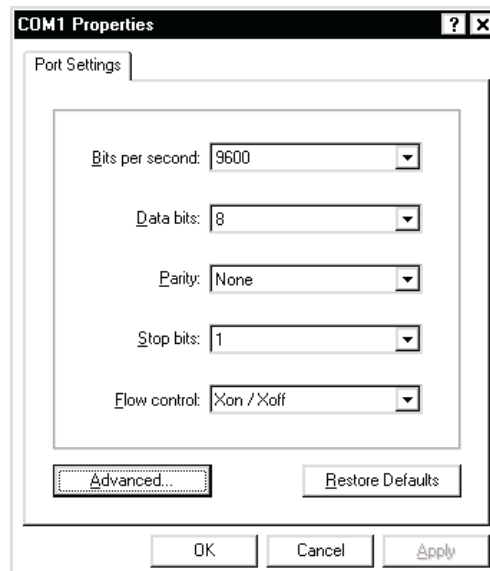 COM1 Properties
Port Settings
Bits per second: 9600
Data bits: 8
Parity: None
Stop bits: 1
Flow control: Xon / Xoff
Advanced... Restore Defaults
OK Cancel Apply